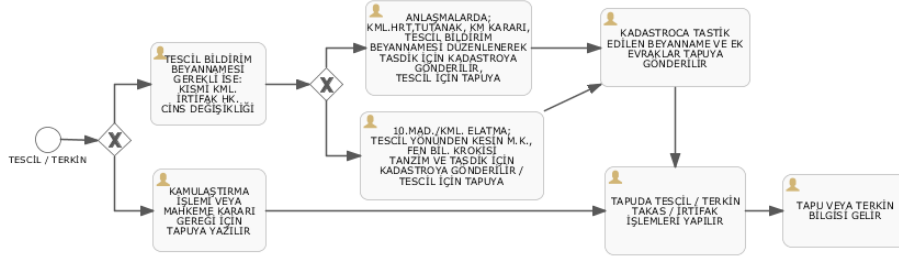 TESCİL / TERKİN
TESCİL BİLDİRİM
BEYANNAMESİ
GEREKLİ İSE:
KISMİ KML.
İRTİFAK HK.
CİNS DEĞİŞİKLİĞİ
KAMULAŞTIRMA
İŞLEMİ VEYA
MAHKEME KARARI
GEREĞİ İÇİN
TAPUYA YAZILIR
ANLAŞMALARDA;
KML.HRT,TUTANAK, KM KARARI,
TESCİL BİLDİRİM
BEYANNAMESİ DÜZENLENEREK
TASDİK İÇİN KADASTROYA
GÖNDERİLİR,
TESCİL İÇİN TAPUYA
10.MAD./KML. ELATMA;
TESCİL YÖNÜNDEN KESİN M.K.,
FEN BİL. KROKİSİ
TANZİM VE TASDİK İÇİN
KADASTROYA GÖNDERİLİR /
TESCİL İÇİN TAPUYA
KADASTROCA TASTİK
EDİLEN BEYANNAME VE EK
EVRAKLAR TAPUYA
GÖNDERİLİR
TAPUDA TESCİL / TERKİN
TAKAS / İRTİFAK
İŞLEMLERİ YAPILIR
TAPU VEYA TERKİN
BİLGİSİ GELİR